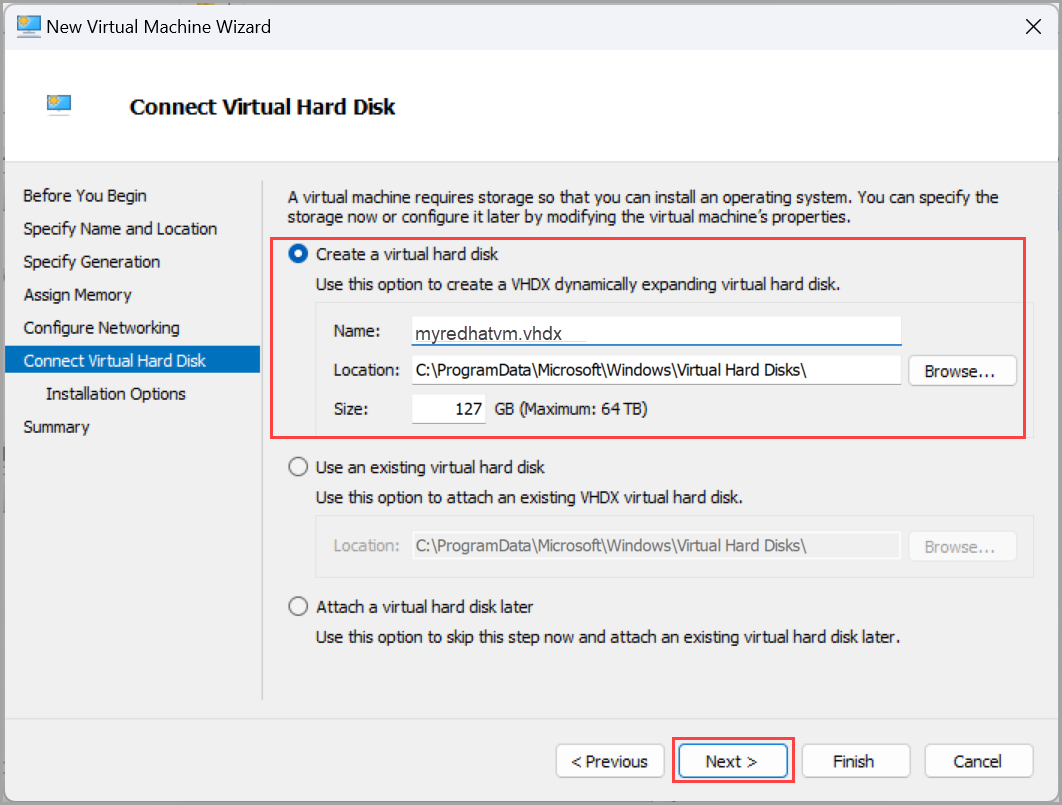 New Virtual Machine Wizard
Connect Virtual Hard Disk
Before You Begin
Specify Name and Location
Specify Generation
Assign Memory
Configure Networking
Connect Virtual Hard Disk
Installation Options
Summary
A virtual machine requires storage so that you can install an operating system. You can specify the
storage now or configure it later by modifying the virtual machine's properties.
Create a virtual hard disk
Use this option to create a VHDX dynamically expanding virtual hard disk.
Name: myredhatvm.vhdx
Location: C:\ProgramData\Microsoft\Windows\Virtual Hard Disks\ Browse...
Size: 127 GB (Maximum: 64 TB)
Use an existing virtual hard disk
Use this option to attach an existing VHDX virtual hard disk.
Location: C:\ProgramData\Microsoft\Windows\Virtual Hard Disks\ Browse...
Attach a virtual hard disk later
Use this option to skip this step now and attach an existing virtual hard disk later.
< Previous Next > Finish Cancel